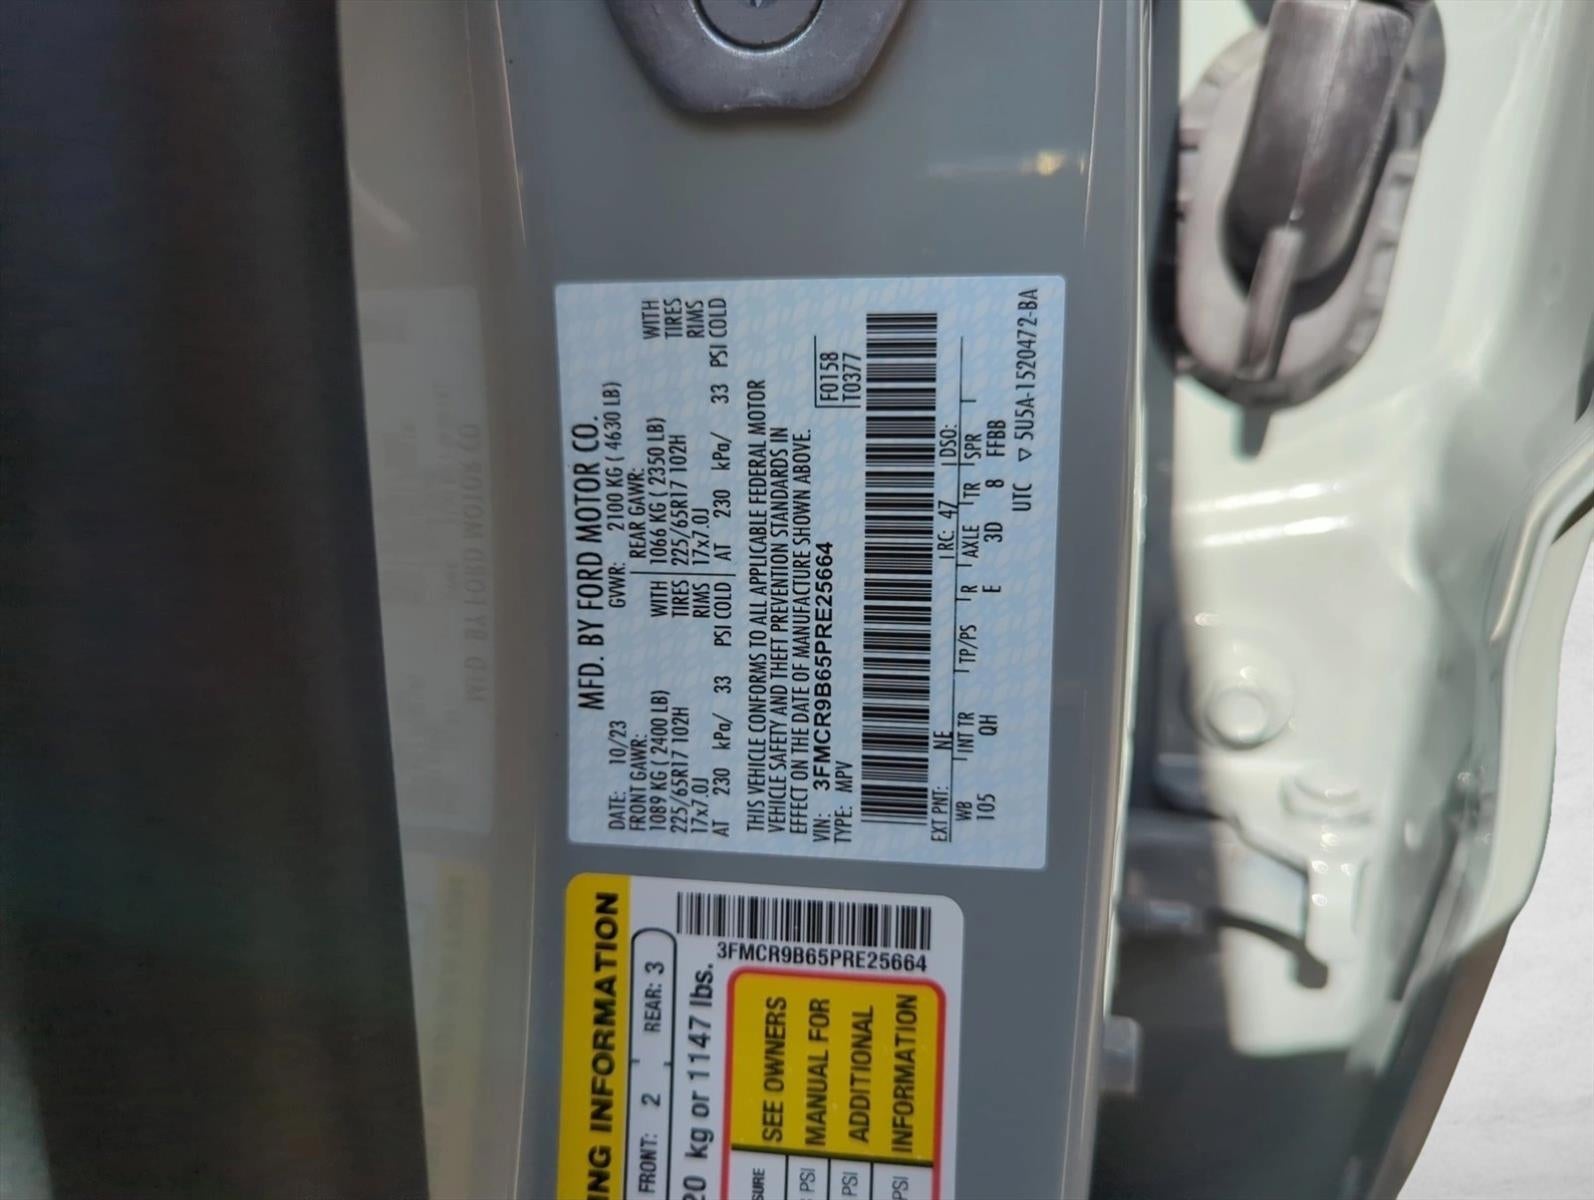 MFD. BY FORD MOTOR CO.
DATE: 10/23 GVWR: 2100 KG ( 4630 LB)
FRONT GAWR: REAR GAWR:
1089 KG ( 2400 LB) WITH 1066 KG ( 2350 LB) WITH
225/65R17 102H TIRES 225/65R17 102H TIRES
17x7.0J RIMS 17x7.0J RIMS
AT 230 kPa/ 33 PSI COLD AT 230 kPa/ 33 PSI COLD
THIS VEHICLE CONFORMS TO ALL APPLICABLE FEDERAL MOTOR
VEHICLE SAFETY AND THEFT PREVENTION STANDARDS IN
EFFECT ON THE DATE OF MANUFACTURE SHOWN ABOVE.
VIN: 3FMCR9B65PRE25664 F0158
TYPE: MPV T0377
EXT PNT: NE RC: 47 DSO:
WB INT TR TP/PS R AXLE TR SPR
105 QH E 3D 8 FFBB
UTC ▽ 5U5A-1520472-BA
ING INFORMATION
FRONT: 2 REAR: 3
20 kg or 1147 lbs.
3FMCR9B65PRE25664
SURE SEE OWNERS
PSI MANUAL FOR
PSI ADDITIONAL
PSI INFORMATION